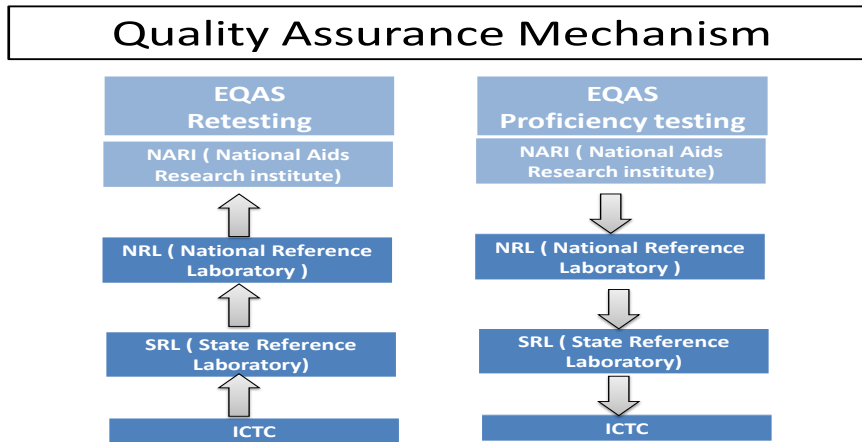 Quality Assurance Mechanism
EQAS
Retesting
NARI ( National Aids
Research institute)
NRL ( National Reference
Laboratory )
SRL ( State Reference
Laboratory)
ICTC
EQAS
Proficiency testing
NARI ( National Aids
Research institute)
NRL ( National Reference
Laboratory )
SRL ( State Reference
Laboratory)
ICTC